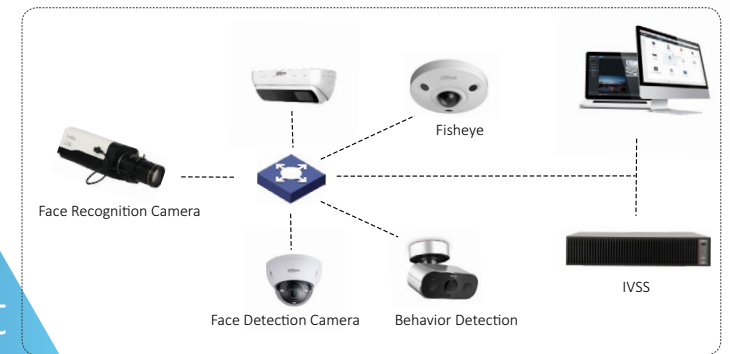 Fisheye
Face Recognition Camera
IVSS
Face Detection Camera
Behavior Detection
t